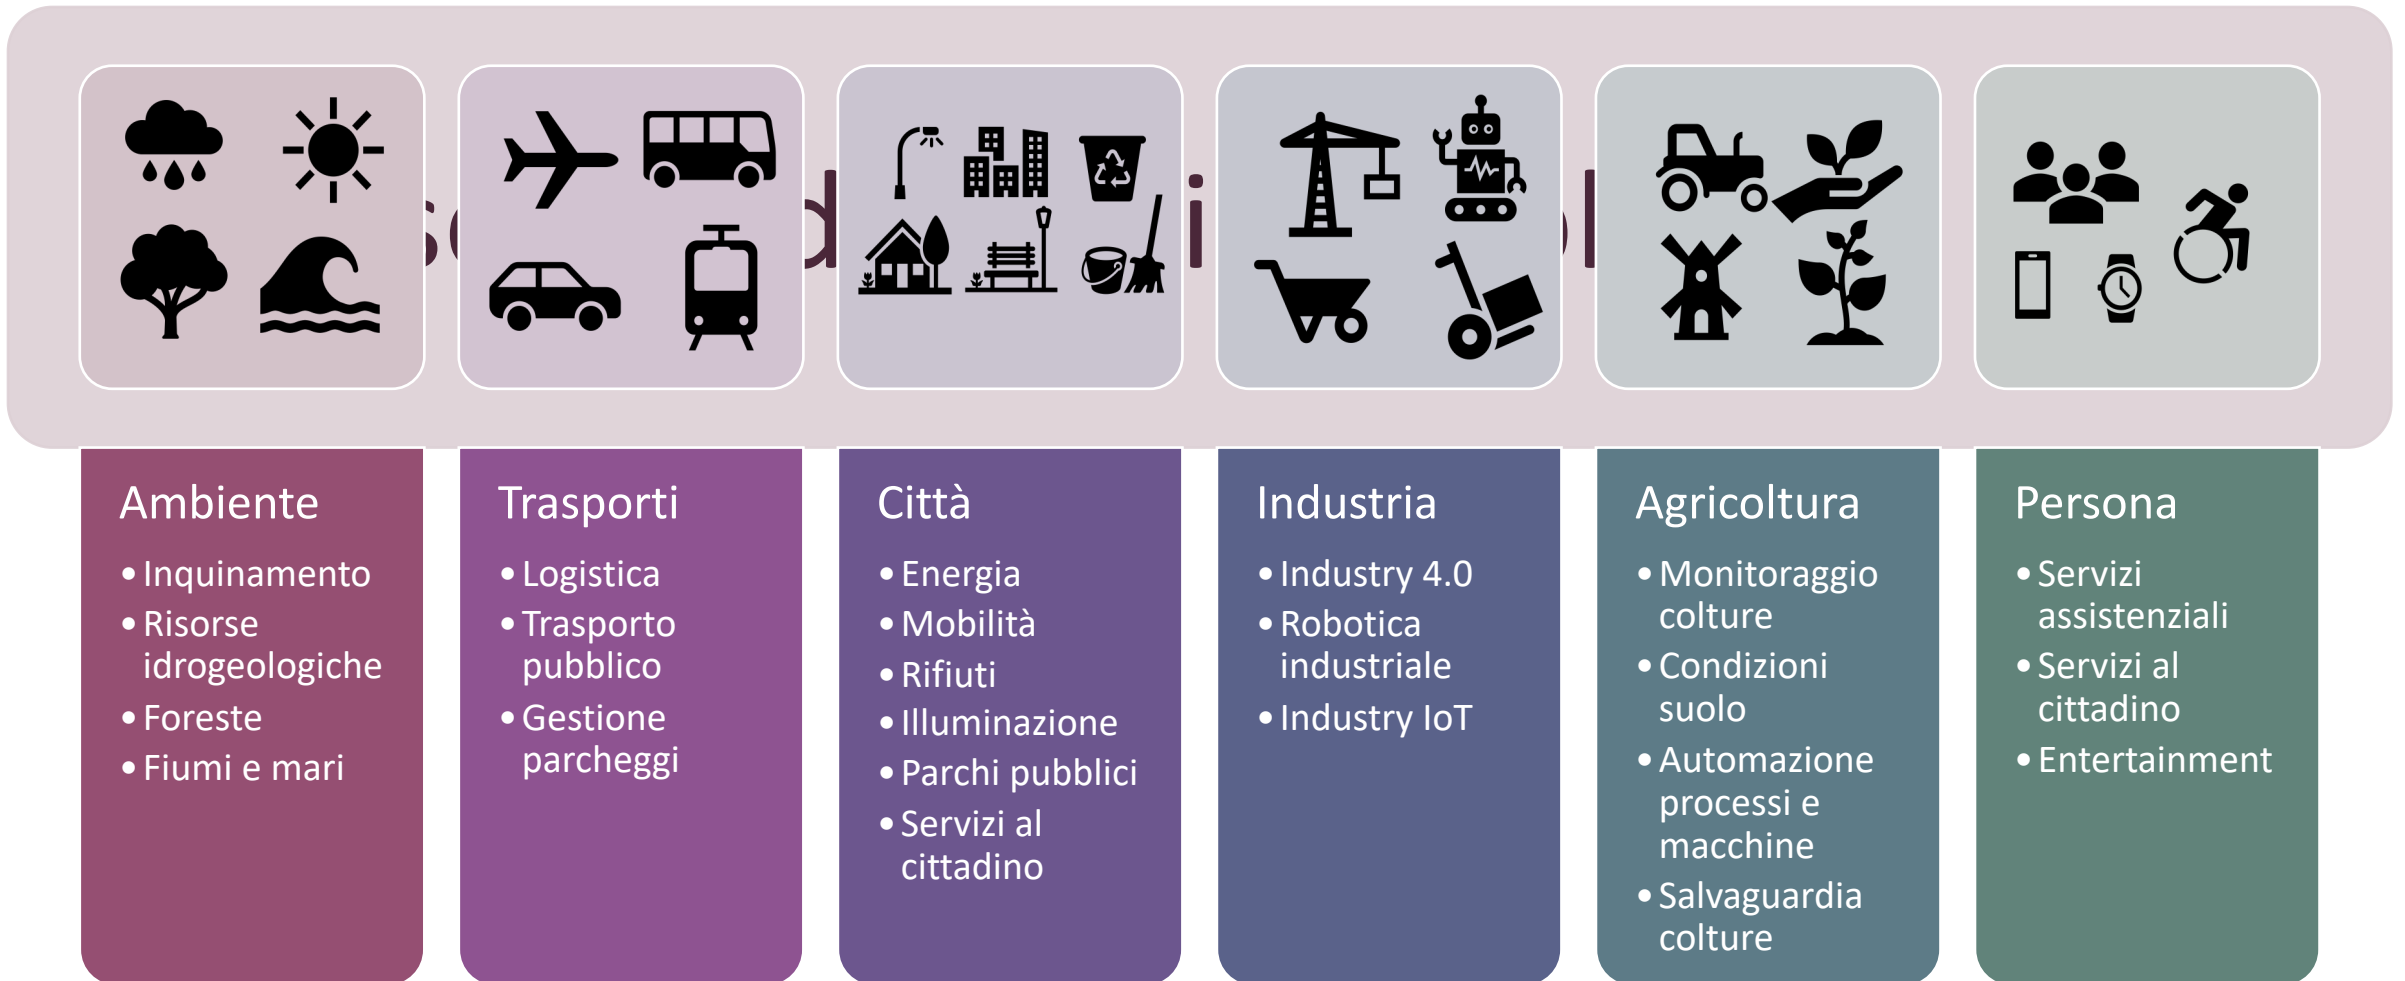 Ambiente
• Inquinamento
• Risorse
idrogeologiche
• Foreste
• Fiumi e mari
Trasporti
• Logistica
• Trasporto
pubblico
• Gestione
parcheggi
Città
• Energia
• Mobilità
• Rifiuti
• Illuminazione
• Parchi pubblici
• Servizi al
cittadino
Industria
• Industry 4.0
• Robotica
industriale
• Industry IoT
Agricoltura
• Monitoraggio
colture
• Condizioni
suolo
• Automazione
processi e
macchine
• Salvaguardia
colture
Persona
• Servizi
assistenziali
• Servizi al
cittadino
• Entertainment